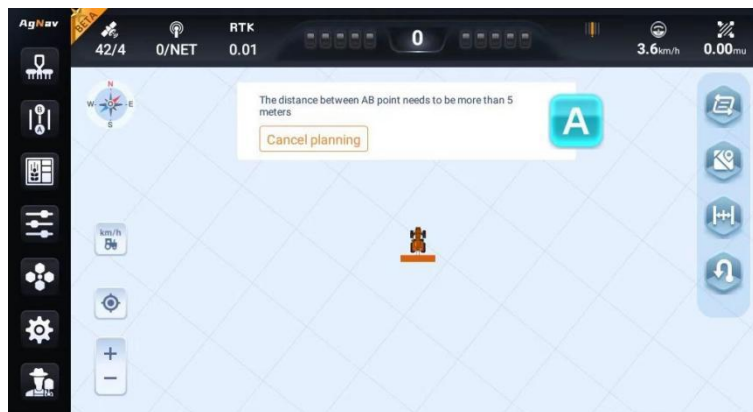 AgNav
BETA
42/4
0/NET
RTK
0.01
0
3.6km/h
0.00mu
N
W
E
S
The distance between AB point needs to be more than 5
meters
Cancel planning
A
B
A
km/h
+
−